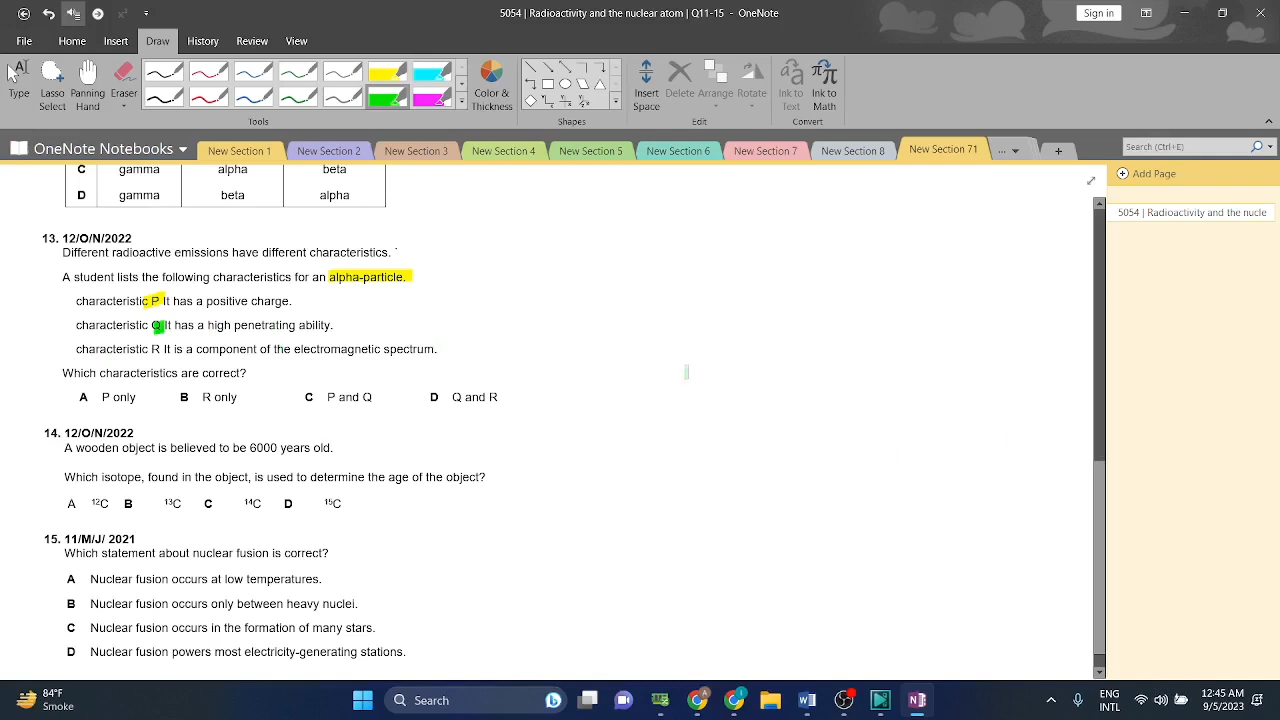 5054 | Radioactivity and the nuclear atom | Q11-15 - OneNote
Sign in
File Home Insert Draw History Review View
Type
Lasso Select
Panning Hand
Eraser
Color & Thickness
Insert Space
Delete
Arrange
Rotate
Ink to Text
Ink to Math
Tools Shapes Edit Convert
OneNote Notebooks
New Section 1 New Section 2 New Section 3 New Section 4 New Section 5 New Section 6 New Section 7 New Section 8 New Section 71 ...
Search (Ctrl+E)
Add Page
5054 | Radioactivity and the nucle
C gamma alpha beta
D gamma beta alpha
13. 12/O/N/2022
Different radioactive emissions have different characteristics.
A student lists the following characteristics for an alpha-particle.
characteristic P It has a positive charge.
characteristic Q It has a high penetrating ability.
characteristic R It is a component of the electromagnetic spectrum.
Which characteristics are correct?
A P only B R only C P and Q D Q and R
14. 12/O/N/2022
A wooden object is believed to be 6000 years old.
Which isotope, found in the object, is used to determine the age of the object?
A ¹²C B ¹³C C ¹⁴C D ¹⁵C
15. 11/M/J/ 2021
Which statement about nuclear fusion is correct?
A Nuclear fusion occurs at low temperatures.
B Nuclear fusion occurs only between heavy nuclei.
C Nuclear fusion occurs in the formation of many stars.
D Nuclear fusion powers most electricity-generating stations.
84°F
Smoke
Search
ENG
INTL
12:45 AM
9/5/2023